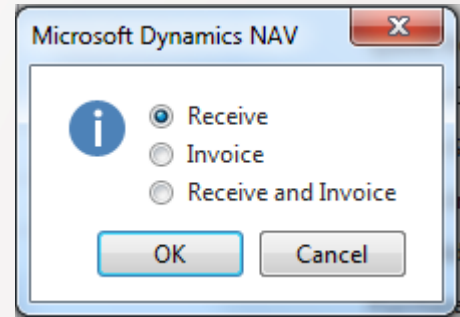 Microsoft Dynamics NAV
Receive
Invoice
Receive and Invoice
OK Cancel